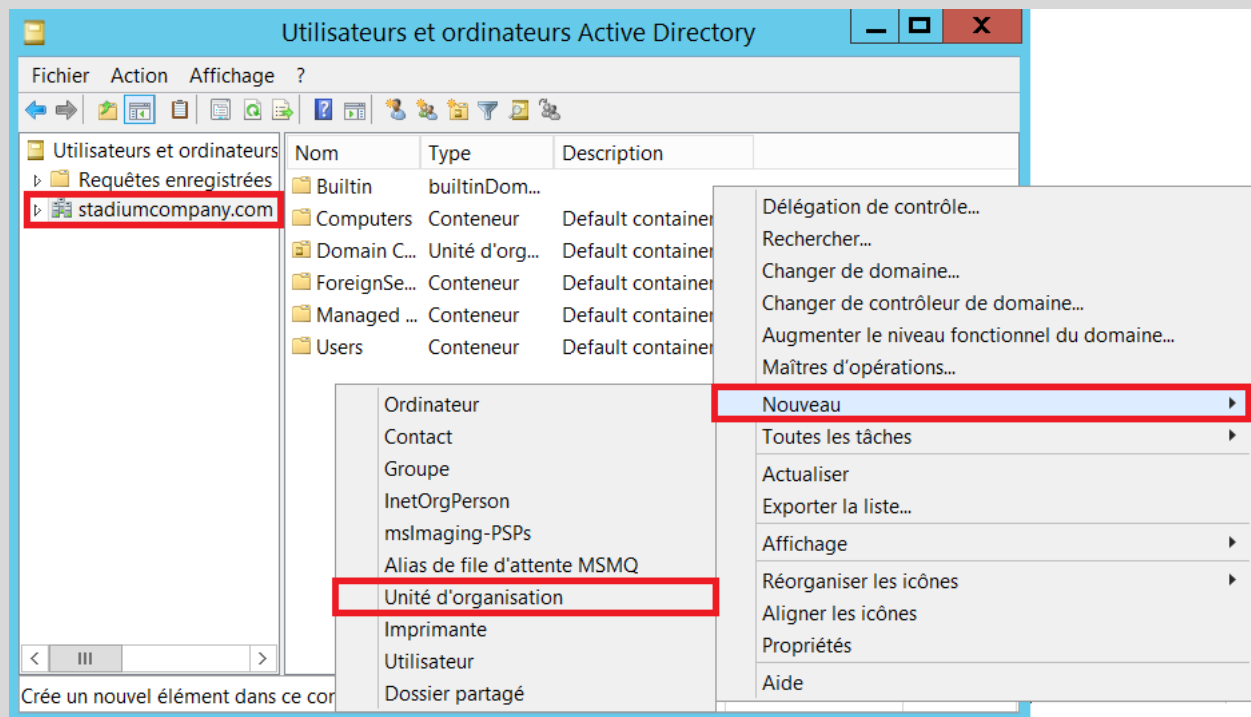 Utilisateurs et ordinateurs Active Directory
Fichier Action Affichage ?
Utilisateurs et ordinateurs
Requêtes enregistrées
stadiumcompany.com
Nom Type Description
Builtin builtinDom...
Computers Conteneur Default container
Domain C... Unité d'org... Default container
ForeignSe... Conteneur Default container
Managed ... Conteneur Default container
Users Conteneur Default container
Délégation de contrôle...
Rechercher...
Changer de domaine...
Changer de contrôleur de domaine...
Augmenter le niveau fonctionnel du domaine...
Maîtres d'opérations...
Nouveau
Toutes les tâches
Actualiser
Exporter la liste...
Affichage
Réorganiser les icônes
Aligner les icônes
Propriétés
Aide
Ordinateur
Contact
Groupe
InetOrgPerson
msImaging-PSPs
Alias de file d'attente MSMQ
Unité d'organisation
Imprimante
Utilisateur
Dossier partagé
Crée un nouvel élément dans ce cor